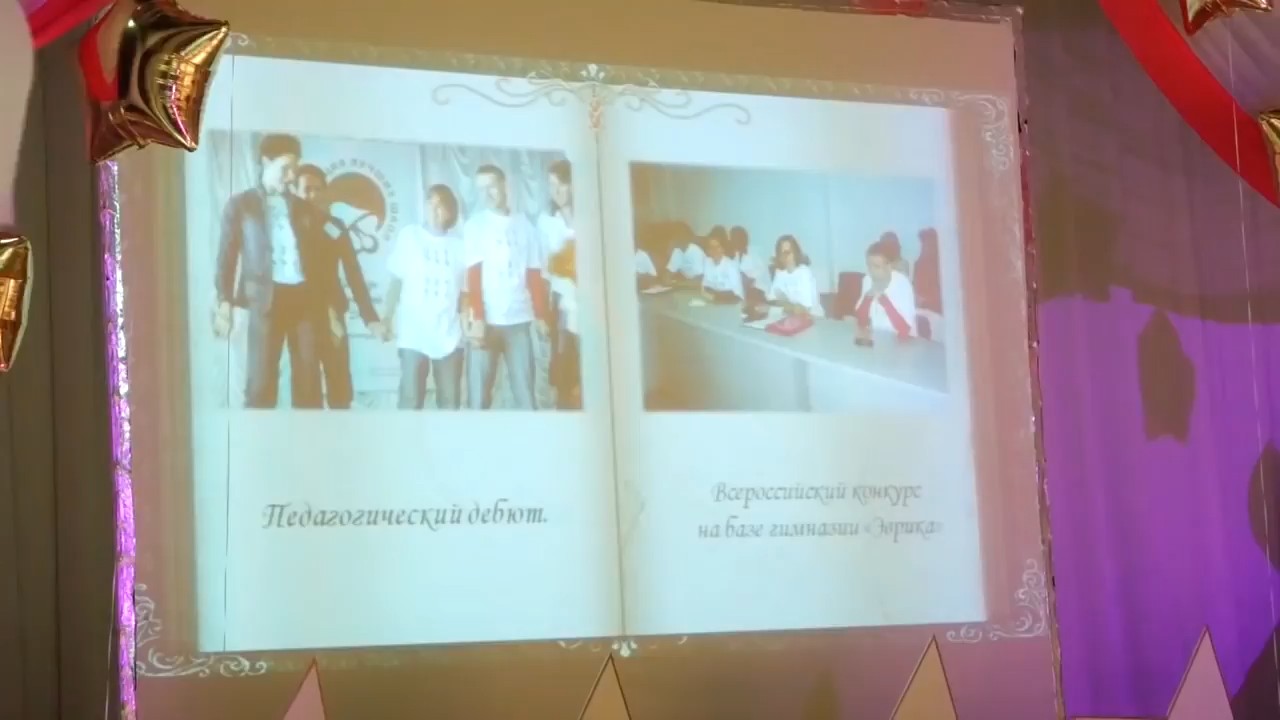 Педагогический дебют.
Всероссийский конкурс
на базе гимназии «Эврика»